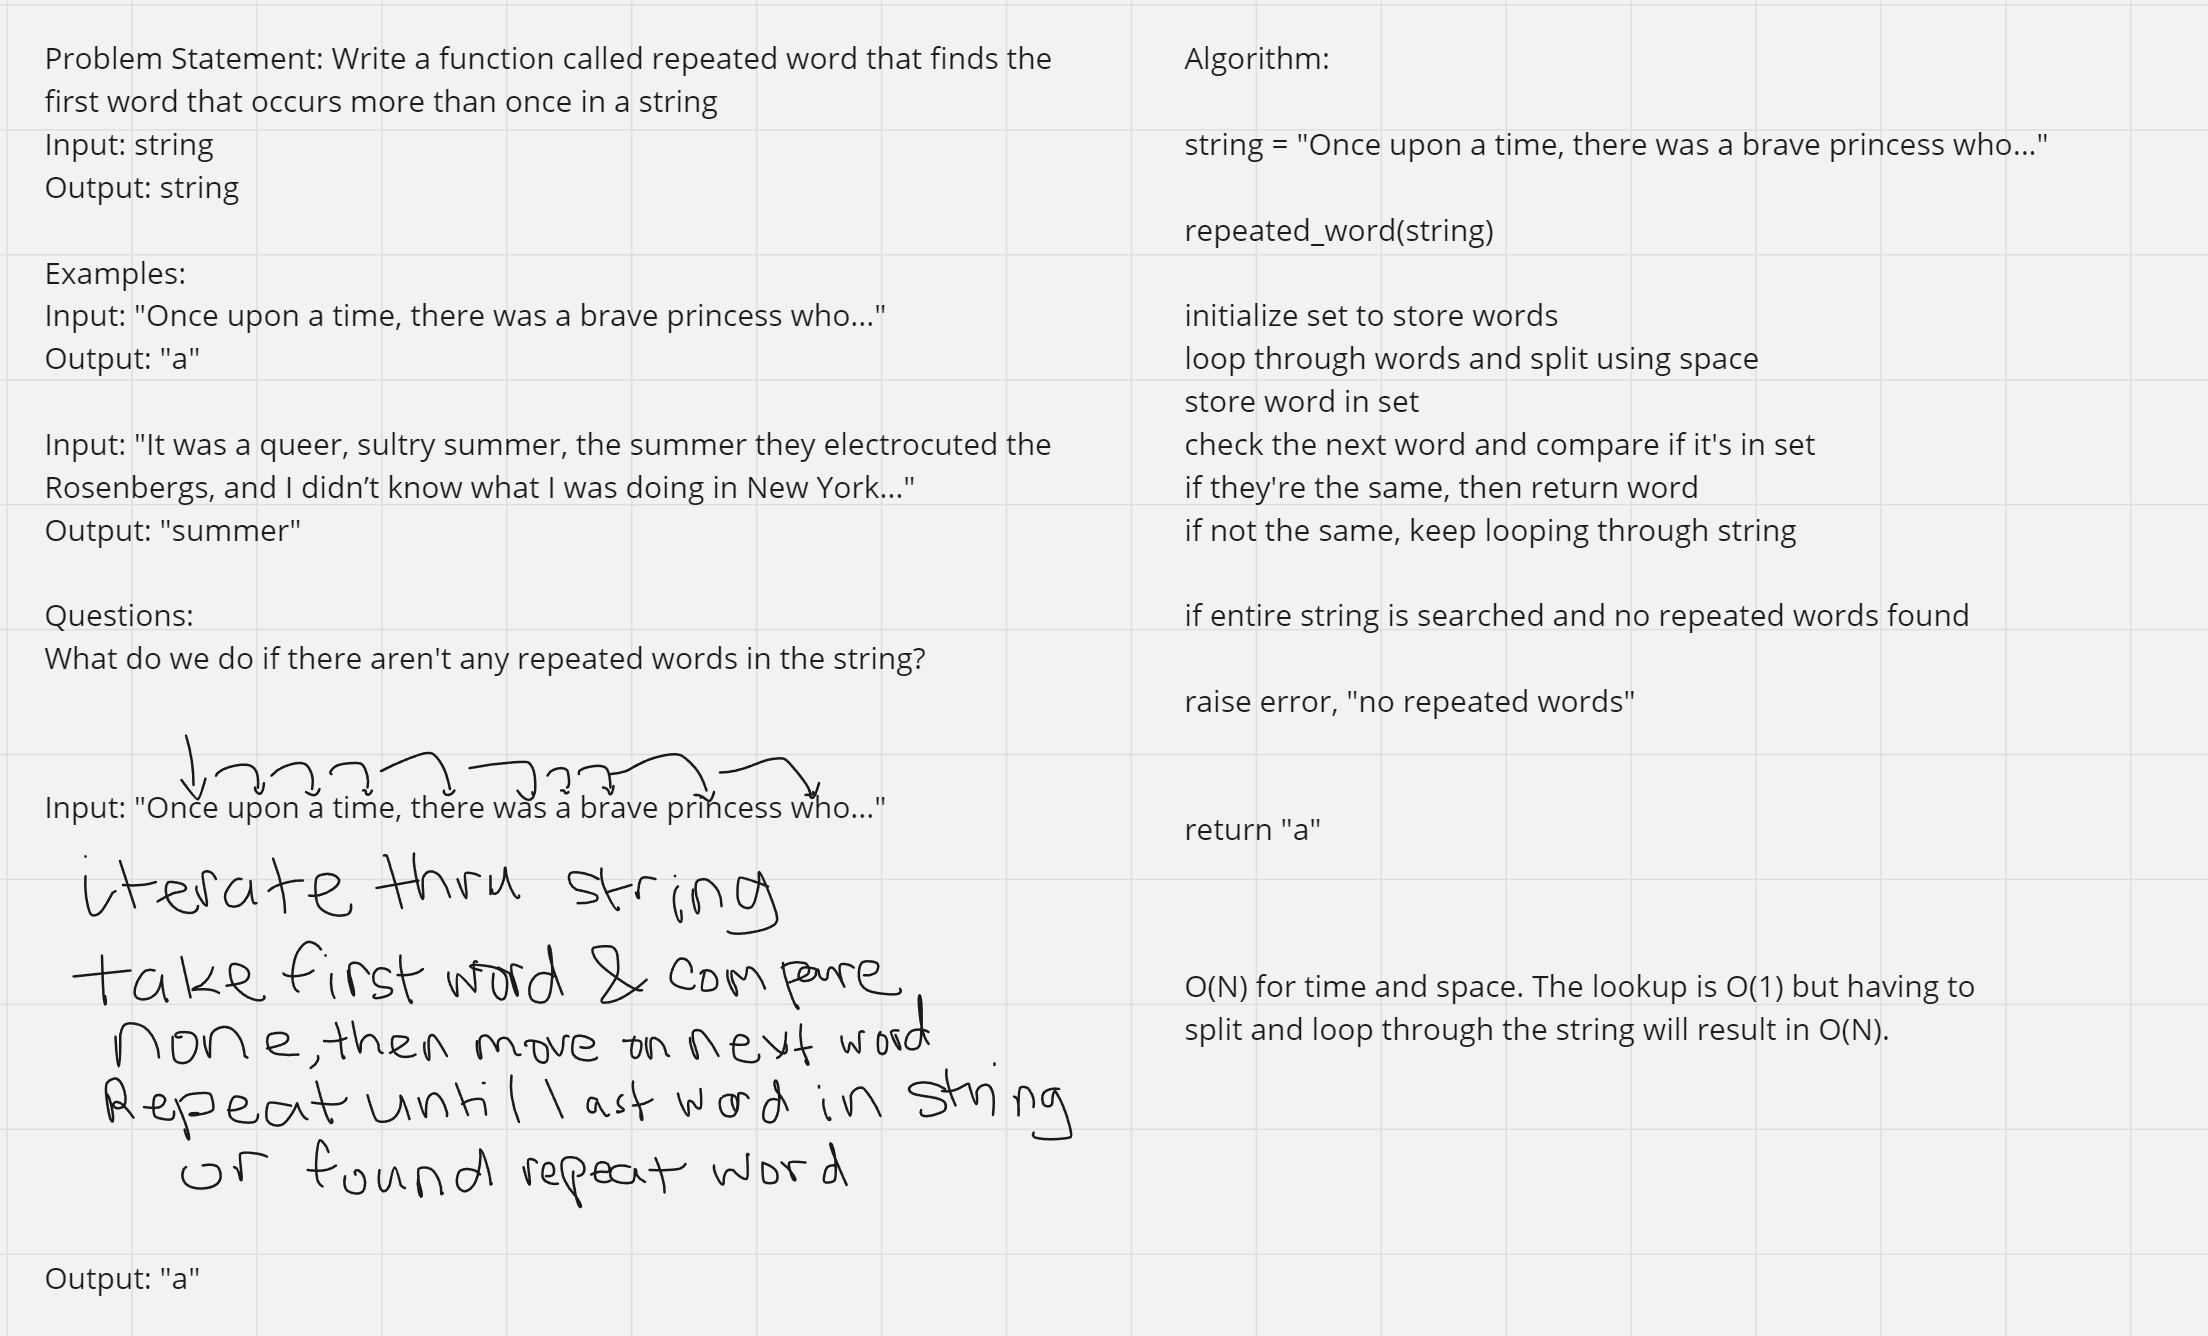 Problem Statement: Write a function called repeated word that finds the
first word that occurs more than once in a string
Input: string
Output: string
Examples:
Input: "Once upon a time, there was a brave princess who..."
Output: "a"
Input: "It was a queer, sultry summer, the summer they electrocuted the
Rosenbergs, and I didn’t know what I was doing in New York..."
Output: "summer"
Questions:
What do we do if there aren't any repeated words in the string?
Input: "Once upon a time, there was a brave princess who..."
iterate thru string
take first word & compare
none, then move on next word
Repeat until last word in string
or found repeat word
Output: "a"
Algorithm:
string = "Once upon a time, there was a brave princess who..."
repeated_word(string)
initialize set to store words
loop through words and split using space
store word in set
check the next word and compare if it's in set
if they're the same, then return word
if not the same, keep looping through string
if entire string is searched and no repeated words found
raise error, "no repeated words"
return "a"
O(N) for time and space. The lookup is O(1) but having to
split and loop through the string will result in O(N).